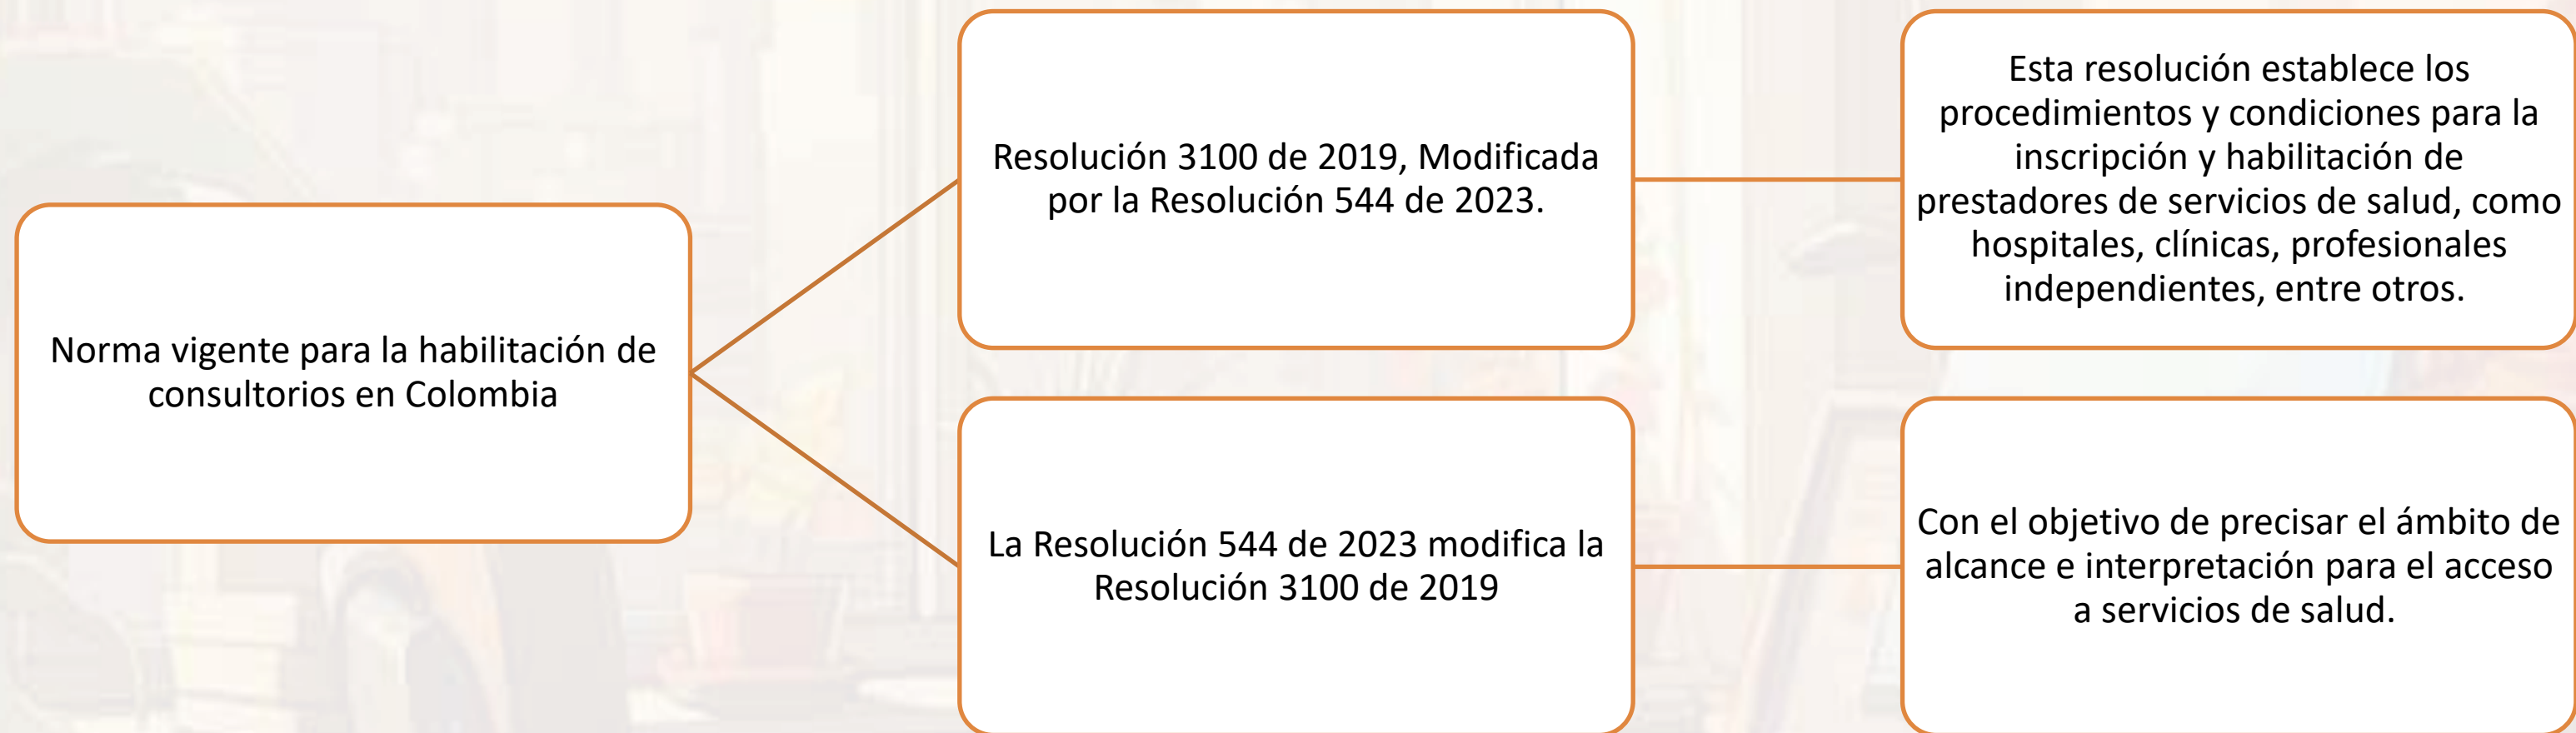 Norma vigente para la habilitación de
consultorios en Colombia
Resolución 3100 de 2019, Modificada
por la Resolución 544 de 2023.
Esta resolución establece los
procedimientos y condiciones para la
inscripción y habilitación de
prestadores de servicios de salud, como
hospitales, clínicas, profesionales
independientes, entre otros.
La Resolución 544 de 2023 modifica la
Resolución 3100 de 2019
Con el objetivo de precisar el ámbito de
alcance e interpretación para el acceso
a servicios de salud.